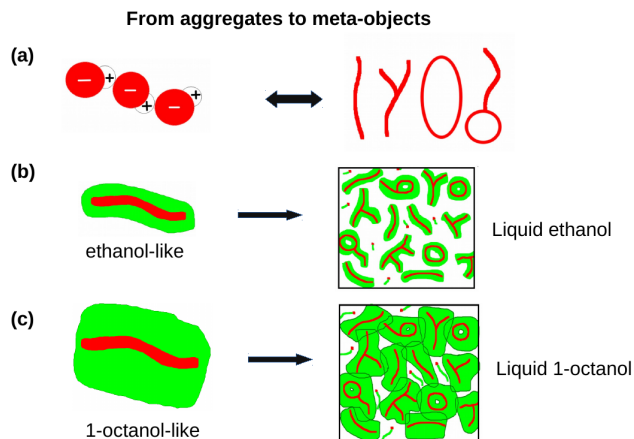 From aggregates to meta-objects
(a)
− + − + − +
(b)
ethanol-like
Liquid ethanol
(c)
1-octanol-like
Liquid 1-octanol